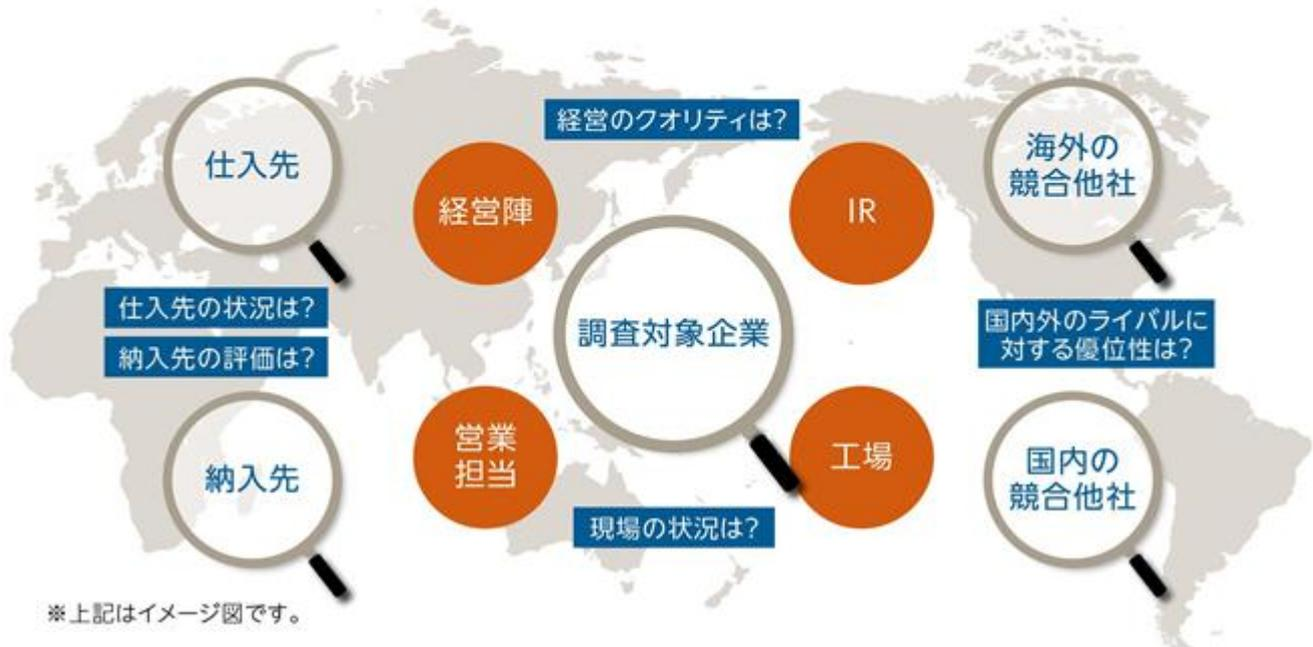 経営のクオリティは？
仕入先
経営陣
IR
海外の
競合他社
仕入先の状況は？
納入先の評価は？
調査対象企業
国内外のライバルに
対する優位性は？
納入先
営業
担当
工場
国内の
競合他社
現場の状況は？
※上記はイメージ図です。